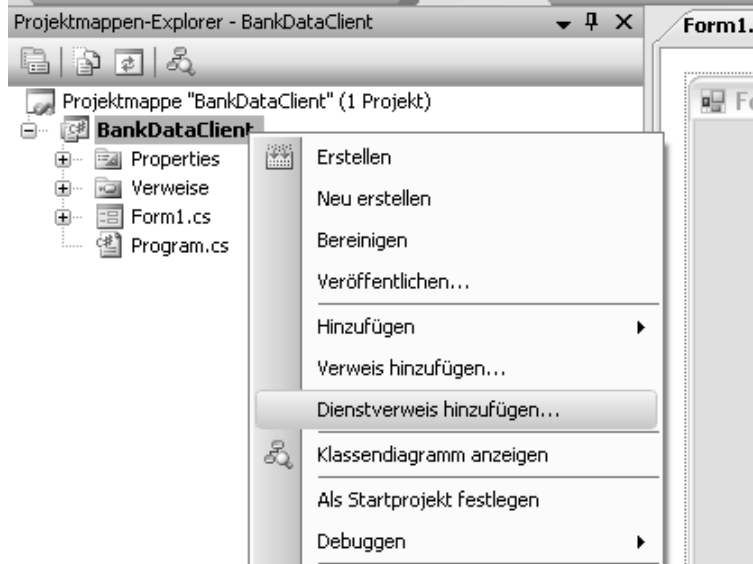 Projektmappen-Explorer - BankDataClient
Form1.
Projektmappe "BankDataClient" (1 Projekt)
BankDataClient
Properties
Verweise
Form1.cs
Program.cs
Erstellen
Neu erstellen
Bereinigen
Veröffentlichen...
Hinzufügen
Verweis hinzufügen...
Dienstverweis hinzufügen...
Klassendiagramm anzeigen
Als Startprojekt festlegen
Debuggen